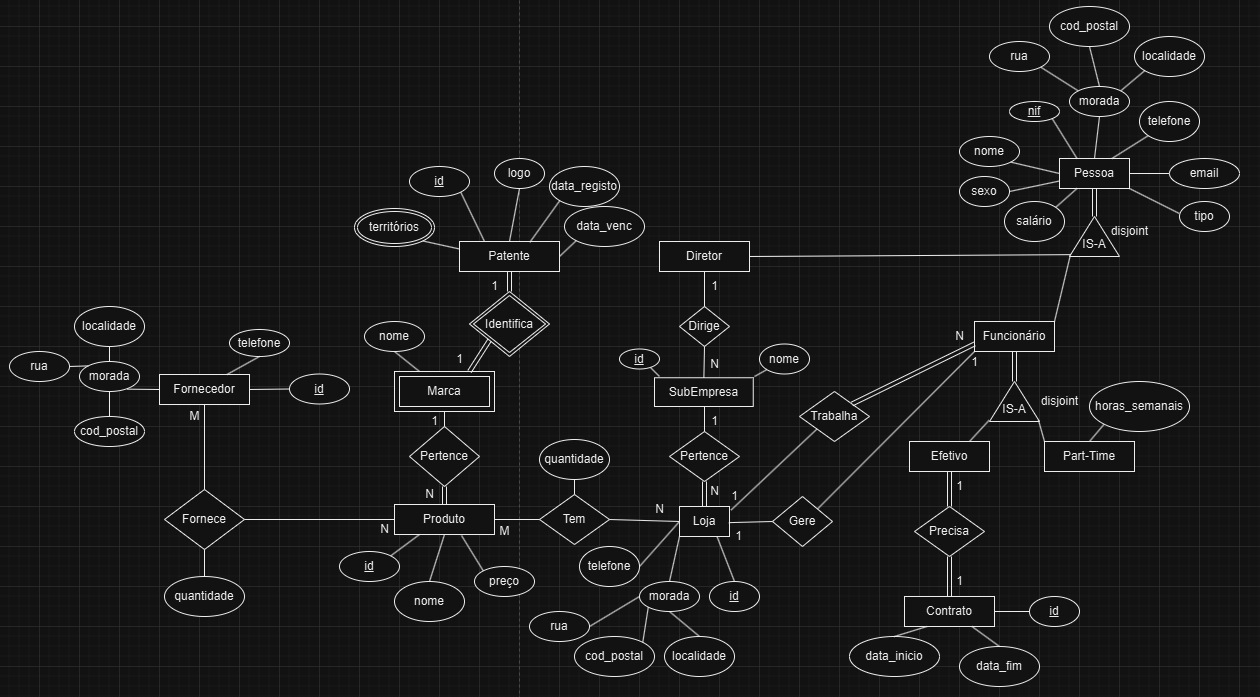 cod_postal
rua
localidade
morada
nif
telefone
nome
Pessoa
email
sexo
salário
tipo
disjoint
IS-A
id
logo
data_registo
territórios
data_venc
Patente
Diretor
1
1
Identifica
Dirige
1
N
localidade
telefone
nome
id
nome
N
Funcionário
1
rua
morada
Fornecedor
id
Marca
SubEmpresa
IS-A
disjoint
horas_semanais
M
cod_postal
1
1
Trabalha
Pertence
quantidade
Pertence
Efetivo
Part-Time
N
N
1
1
Fornece
N
Produto
M
Tem
N
Loja
1
Gere
Precisa
id
nome
preço
telefone
id
1
quantidade
morada
rua
cod_postal
localidade
Contrato
id
data_inicio
data_fim